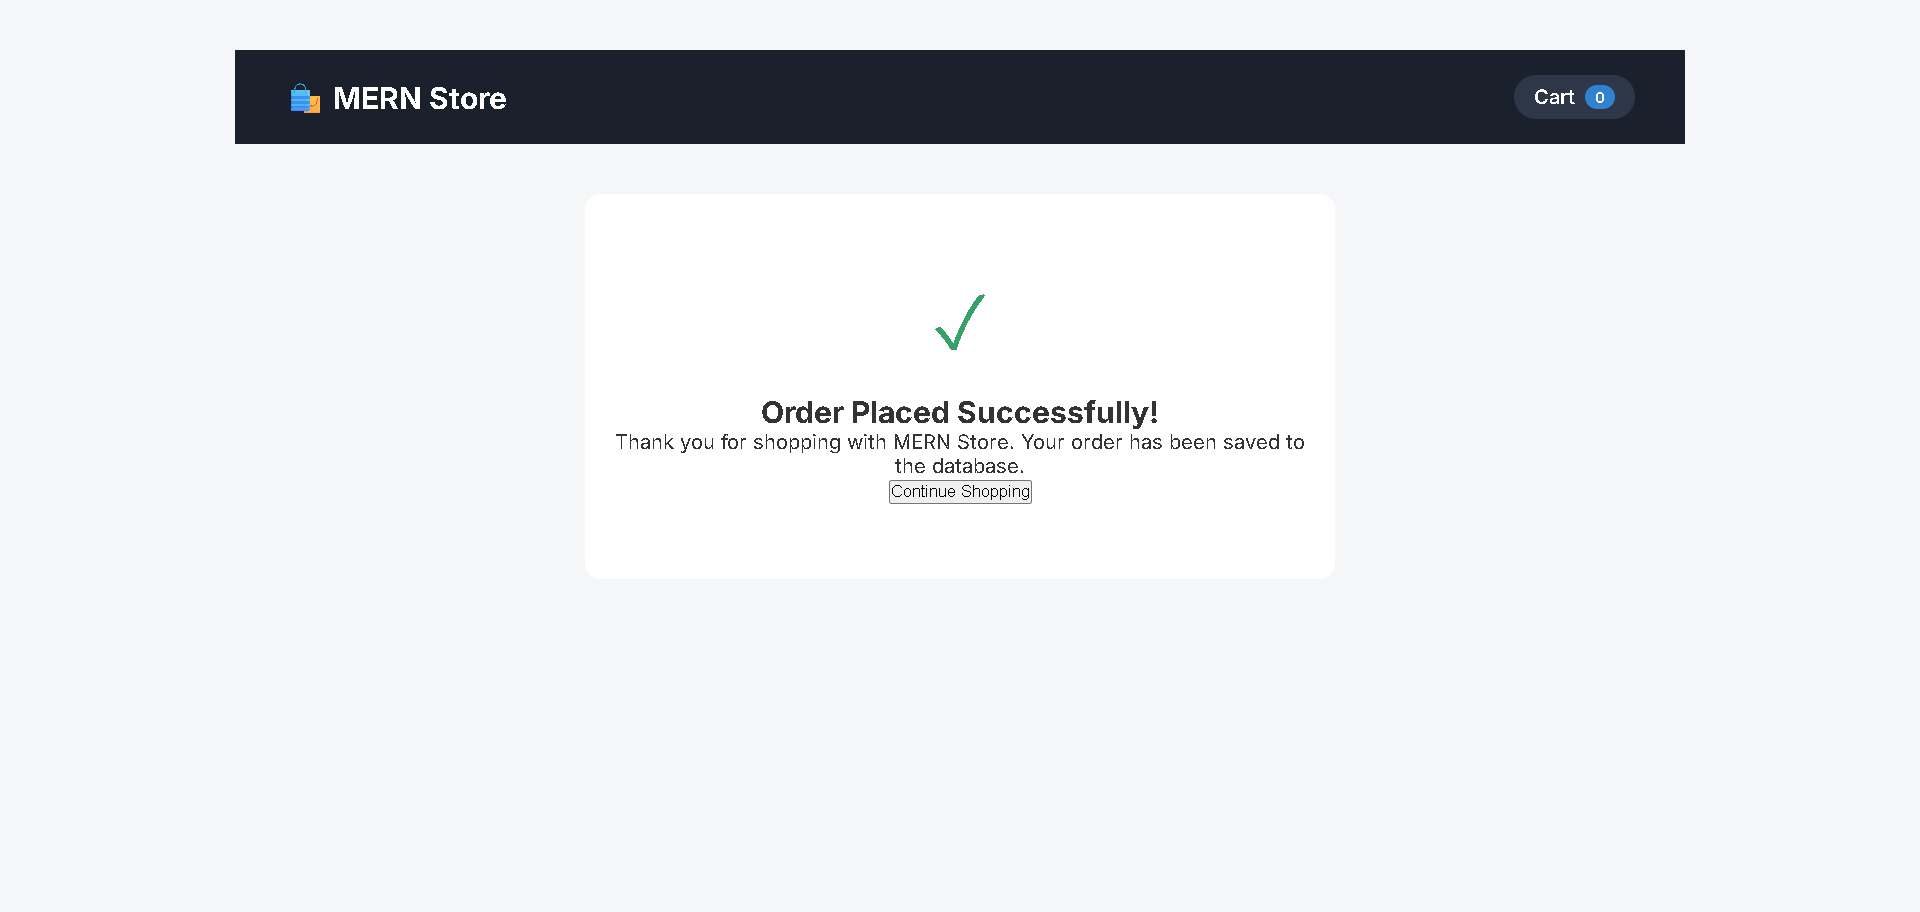 MERN Store
Cart 0
Order Placed Successfully!
Thank you for shopping with MERN Store. Your order has been saved to
the database.
Continue Shopping